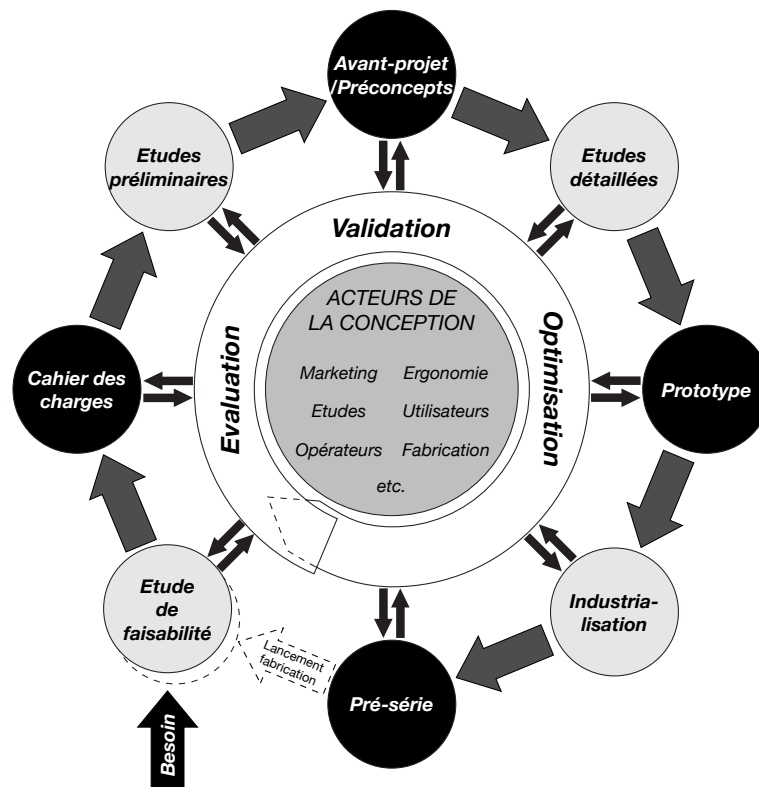 Avant-projet
/Préconcepts
Etudes
préliminaires
Etudes
détaillées
Validation
ACTEURS DE
LA CONCEPTION
Marketing Ergonomie
Etudes Utilisateurs
Opérateurs Fabrication
etc.
Evaluation
Optimisation
Cahier des
charges
Prototype
Etude
de
faisabilité
Industria-
lisation
Lancement
fabrication
Pré-série
Besoin